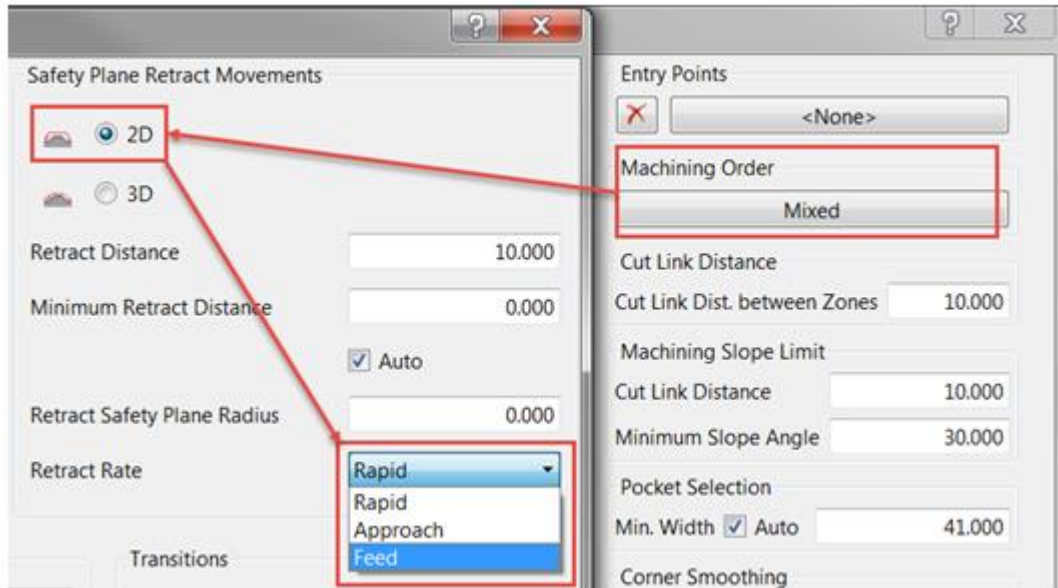 Safety Plane Retract Movements
2D
3D
Retract Distance 10.000
Minimum Retract Distance 0.000
Auto
Retract Safety Plane Radius 0.000
Retract Rate Rapid
Rapid
Approach
Feed
Transitions
Entry Points
<None>
Machining Order
Mixed
Cut Link Distance
Cut Link Dist. between Zones 10.000
Machining Slope Limit
Cut Link Distance 10.000
Minimum Slope Angle 30.000
Pocket Selection
Min. Width Auto 41.000
Corner Smoothing